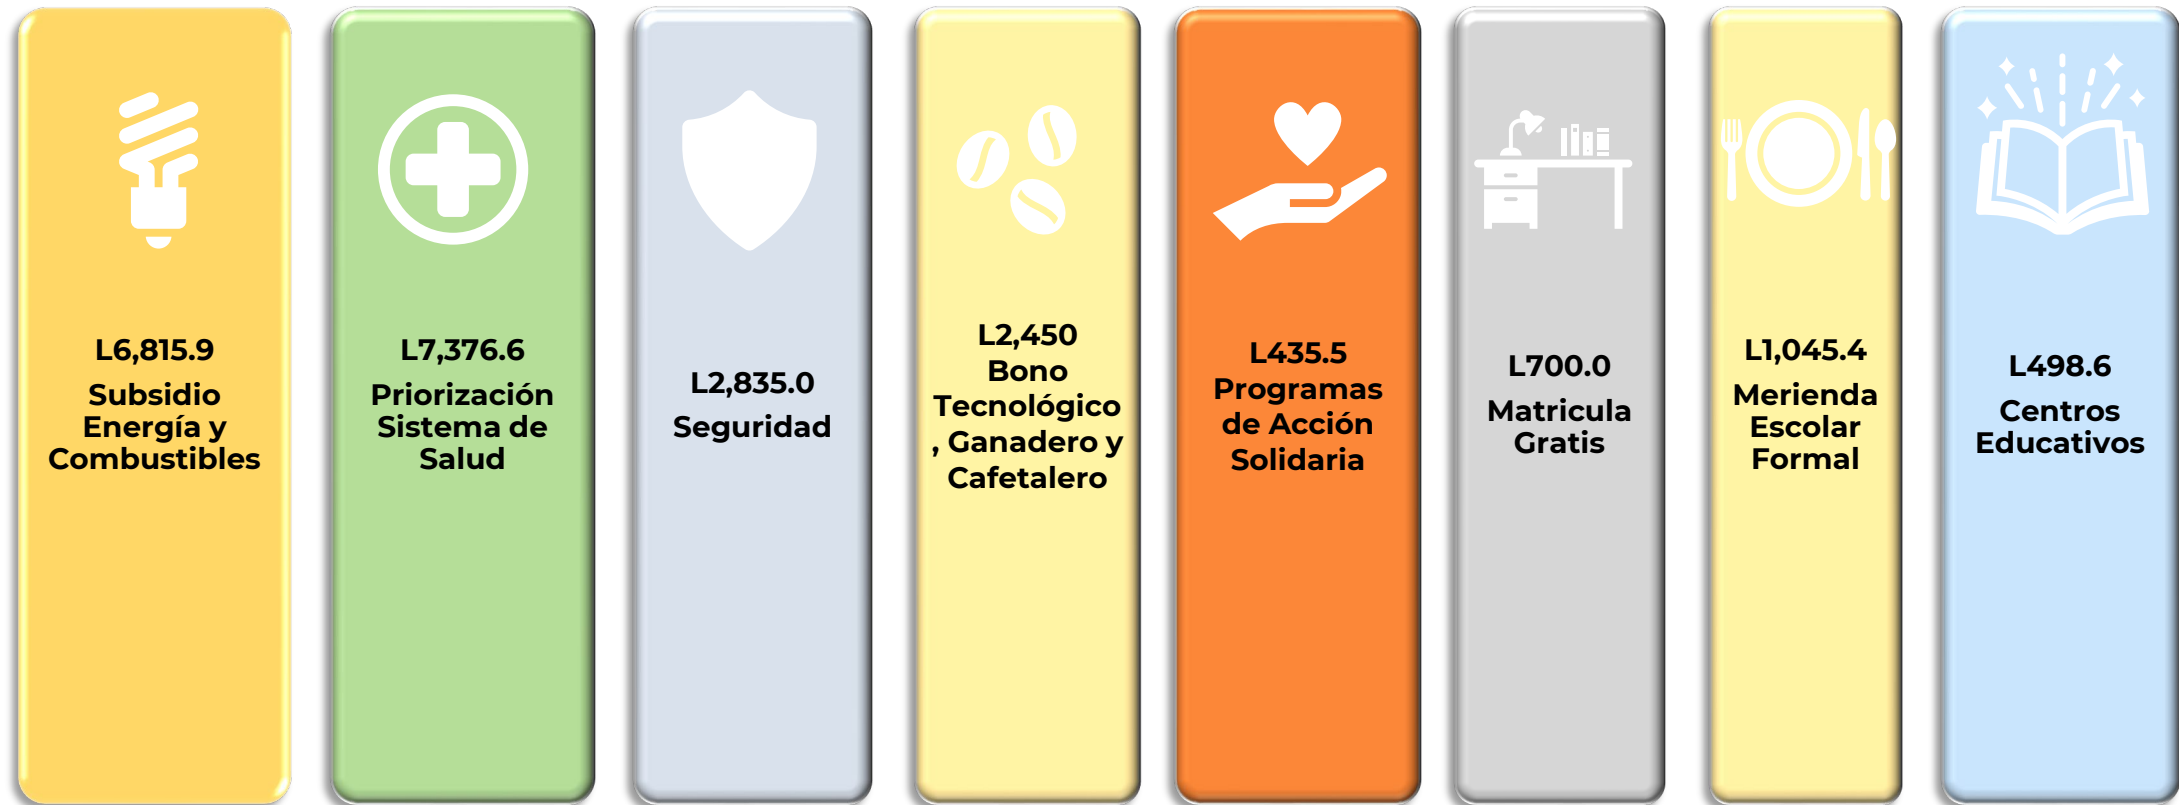 L6,815.9
Subsidio
Energía y
Combustibles
L7,376.6
Priorización
Sistema de
Salud
L2,835.0
Seguridad
L2,450
Bono
Tecnológico
, Ganadero y
Cafetalero
L435.5
Programas
de Acción
Solidaria
L700.0
Matricula
Gratis
L1,045.4
Merienda
Escolar
Formal
L498.6
Centros
Educativos